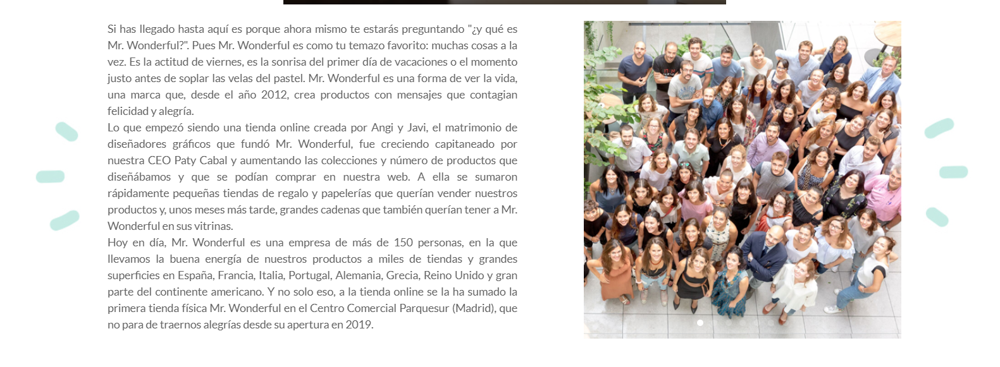 Si has llegado hasta aquí es porque ahora mismo te estarás preguntando "¿y qué es
Mr. Wonderful?". Pues Mr. Wonderful es como tu temazo favorito: muchas cosas a la
vez. Es la actitud de viernes, es la sonrisa del primer día de vacaciones o el momento
justo antes de soplar las velas del pastel. Mr. Wonderful es una forma de ver la vida,
una marca que, desde el año 2012, crea productos con mensajes que contagian
felicidad y alegría.
Lo que empezó siendo una tienda online creada por Angi y Javi, el matrimonio de
diseñadores gráficos que fundó Mr. Wonderful, fue creciendo capitaneado por
nuestra CEO Paty Cabal y aumentando las colecciones y número de productos que
diseñábamos y que se podían comprar en nuestra web. A ella se sumaron
rápidamente pequeñas tiendas de regalo y papelerías que querían vender nuestros
productos y, unos meses más tarde, grandes cadenas que también querían tener a Mr.
Wonderful en sus vitrinas.
Hoy en día, Mr. Wonderful es una empresa de más de 150 personas, en la que
llevamos la buena energía de nuestros productos a miles de tiendas y grandes
superficies en España, Francia, Italia, Portugal, Alemania, Grecia, Reino Unido y gran
parte del continente americano. Y no solo eso, a la tienda online se la ha sumado la
primera tienda física Mr. Wonderful en el Centro Comercial Parquesur (Madrid), que
no para de traernos alegrías desde su apertura en 2019.